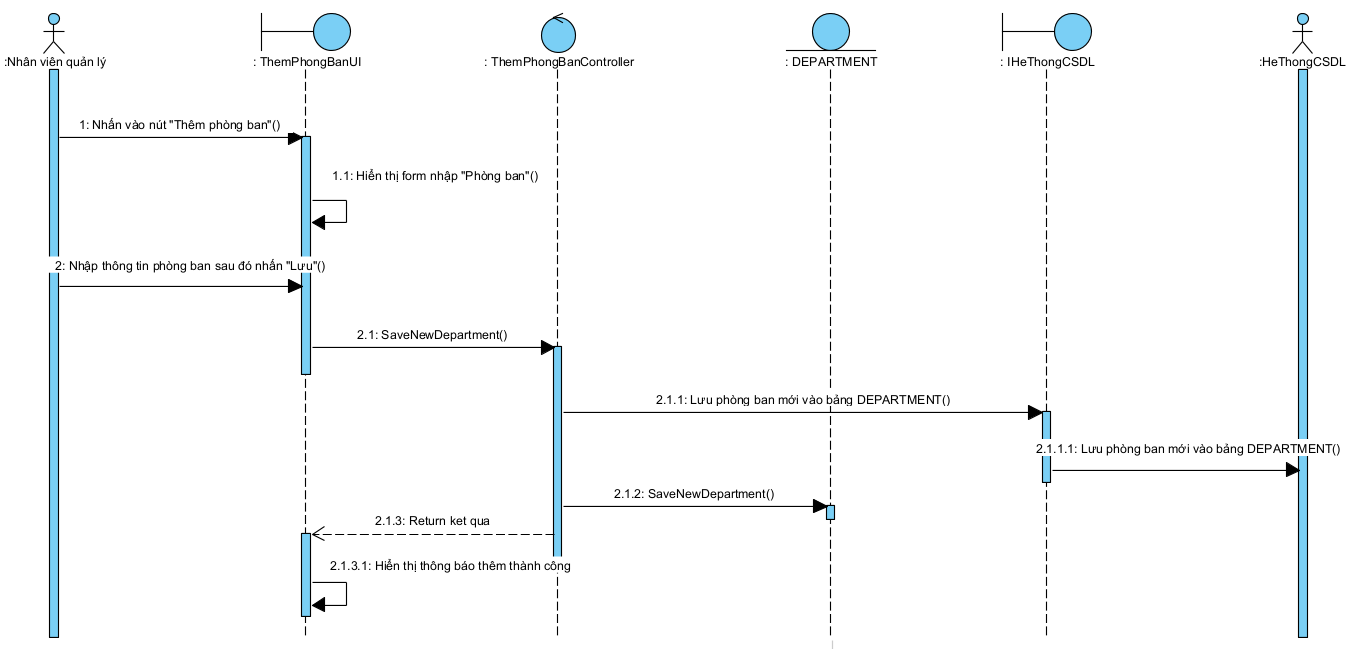 :Nhân viên quản lý
: ThemPhongBanUI
: ThemPhongBanController
: DEPARTMENT
: IHeThongCSDL
:HeThongCSDL
1: Nhấn vào nút "Thêm phòng ban"()
1.1: Hiển thị form nhập "Phòng ban"()
2: Nhập thông tin phòng ban sau đó nhấn "Lưu"()
2.1: SaveNewDepartment()
2.1.1: Lưu phòng ban mới vào bảng DEPARTMENT()
2.1.1.1: Lưu phòng ban mới vào bảng DEPARTMENT()
2.1.2: SaveNewDepartment()
2.1.3: Return ket qua
2.1.3.1: Hiển thị thông báo thêm thành công